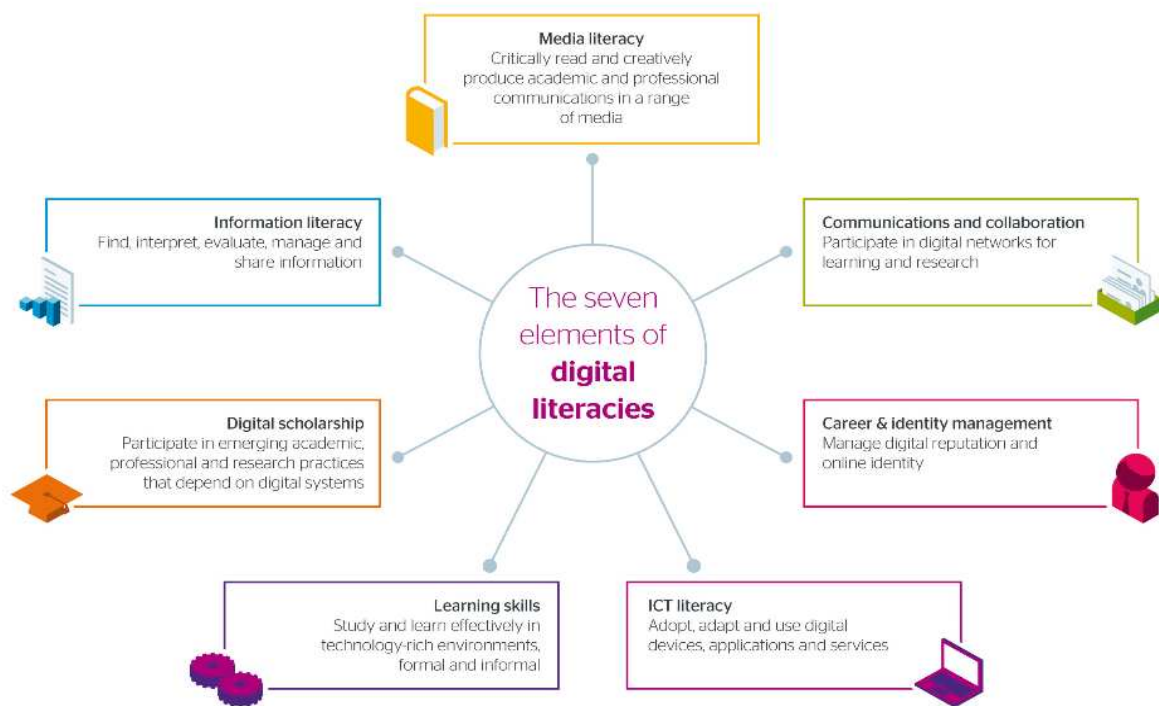 Media literacy
Critically read and creatively
produce academic and professional
communications in a range
of media
Information literacy
Find, interpret, evaluate, manage and
share information
Communications and collaboration
Participate in digital networks for
learning and research
The seven
elements of
digital
literacies
Digital scholarship
Participate in emerging academic,
professional and research practices
that depend on digital systems
Career & identity management
Manage digital reputation and
online identity
Learning skills
Study and learn effectively in
technology-rich environments,
formal and informal
ICT literacy
Adopt, adapt and use digital
devices, applications and services